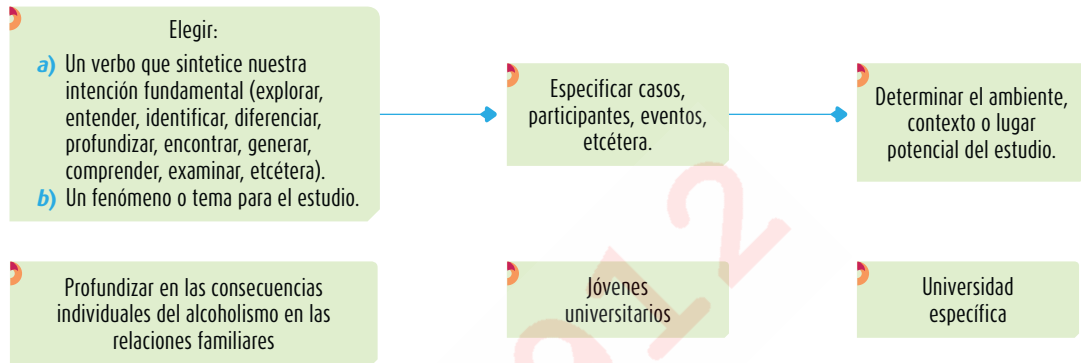 Elegir:
a) Un verbo que sintetice nuestra
intención fundamental (explorar,
entender, identificar, diferenciar,
profundizar, encontrar, generar,
comprender, examinar, etcétera).
b) Un fenómeno o tema para el estudio.
Especificar casos,
participantes, eventos,
etcétera.
Determinar el ambiente,
contexto o lugar
potencial del estudio.
Profundizar en las consecuencias
individuales del alcoholismo en las
relaciones familiares
Jóvenes
universitarios
Universidad
específica